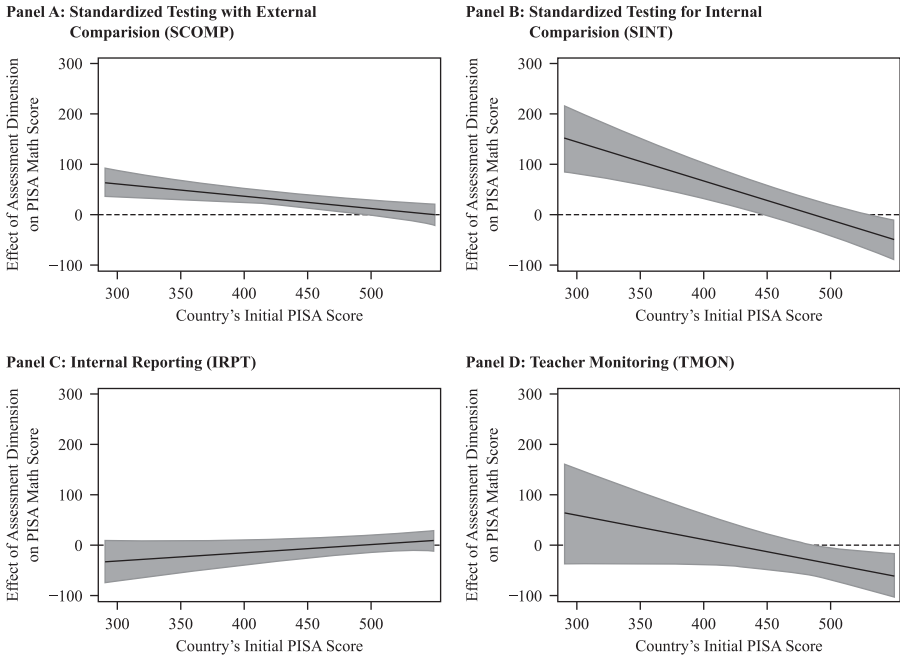 Panel A: Standardized Testing with External
Comparision (SCOMP)
Effect of Assessment Dimension
on PISA Math Score
300
200
100
0
−100
300 350 400 450 500
Country's Initial PISA Score
Panel B: Standardized Testing for Internal
Comparision (SINT)
Effect of Assessment Dimension
on PISA Math Score
300
200
100
0
−100
300 350 400 450 500
Country's Initial PISA Score
Panel C: Internal Reporting (IRPT)
Effect of Assessment Dimension
on PISA Math Score
300
200
100
0
−100
300 350 400 450 500
Country's Initial PISA Score
Panel D: Teacher Monitoring (TMON)
Effect of Assessment Dimension
on PISA Math Score
300
200
100
0
−100
300 350 400 450 500
Country's Initial PISA Score